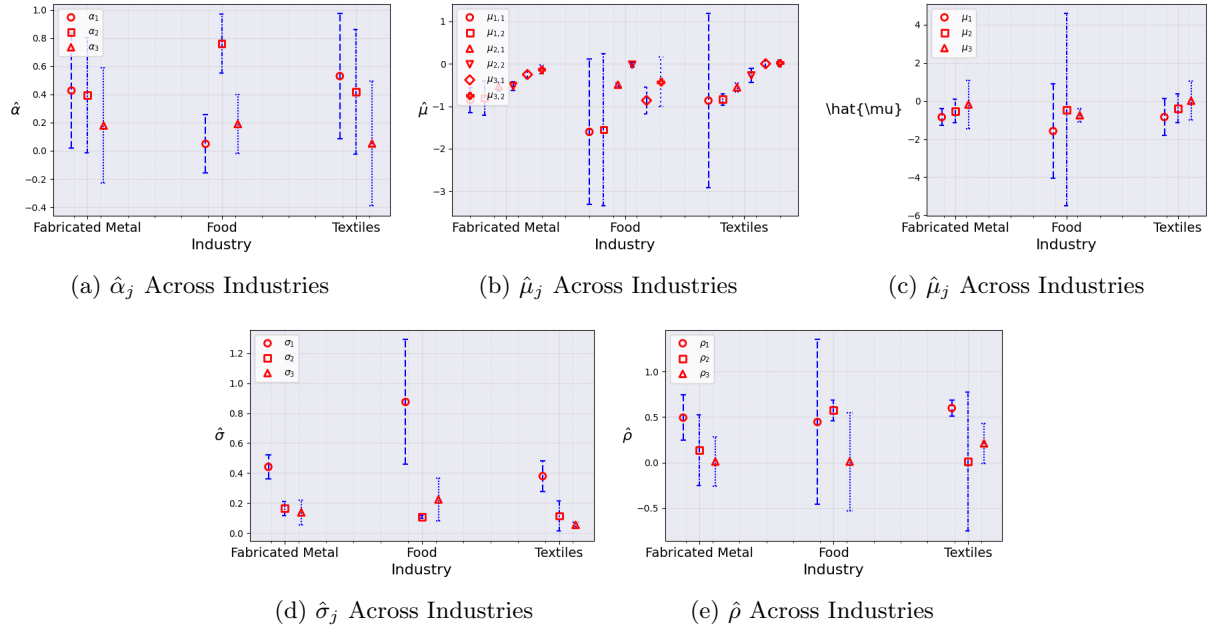 α₁
α₂
α₃
1.0
0.8
0.6
0.4
0.2
0.0
−0.2
−0.4
α̂
Fabricated Metal Food Textiles
Industry
(a) α̂ⱼ Across Industries
μ₁,₁
μ₁,₂
μ₂,₁
μ₂,₂
μ₃,₁
μ₃,₂
1
0
−1
−2
−3
μ̂
Fabricated Metal Food Textiles
Industry
(b) μ̂ⱼ Across Industries
μ₁
μ₂
μ₃
4
2
0
−2
−4
−6
\hat{\mu}
Fabricated Metal Food Textiles
Industry
(c) μ̂ⱼ Across Industries
σ₁
σ₂
σ₃
1.2
1.0
0.8
0.6
0.4
0.2
0.0
σ̂
Fabricated Metal Food Textiles
Industry
(d) σ̂ⱼ Across Industries
ρ₁
ρ₂
ρ₃
1.0
0.5
0.0
−0.5
ρ̂
Fabricated Metal Food Textiles
Industry
(e) ρ̂ Across Industries